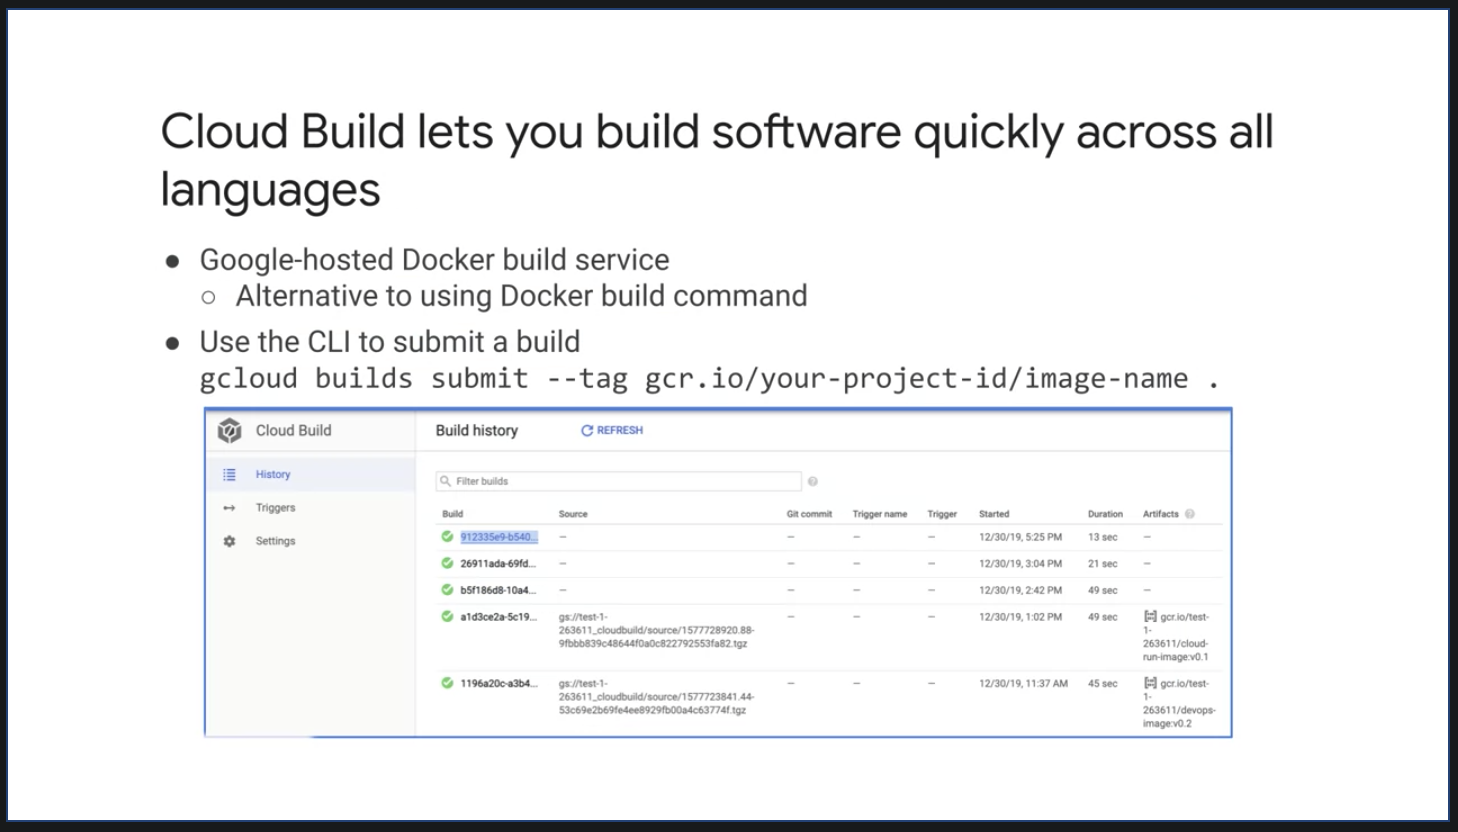 Cloud Build lets you build software quickly across all
languages
● Google-hosted Docker build service
○ Alternative to using Docker build command
● Use the CLI to submit a build
gcloud builds submit --tag gcr.io/your-project-id/image-name .
Cloud Build
Build history
REFRESH
History
Triggers
Settings
Filter builds
Build Source Git commit Trigger name Trigger Started Duration Artifacts
912335e9-b540... – – – – 12/30/19, 5:25 PM 13 sec –
26911ada-69fd... – – – – 12/30/19, 3:04 PM 21 sec –
b5f186d8-10a4... – – – – 12/30/19, 2:42 PM 49 sec –
a1d3ce2a-5c19... gs://test-1- – – – 12/30/19, 1:02 PM 49 sec gcr.io/test-
263611_cloudbuild/source/1577728920.88- 1-
9fbbb839c48644f0a0c822792553fa82.tgz 263611/cloud-
run-image:v0.1
1196a20c-a3b4... gs://test-1- – – – 12/30/19, 11:37 AM 45 sec gcr.io/test-
263611_cloudbuild/source/1577723841.44- 1-
53c69e2b69fe4ee8929fb00a4c63774f.tgz 263611/devops-
image:v0.2